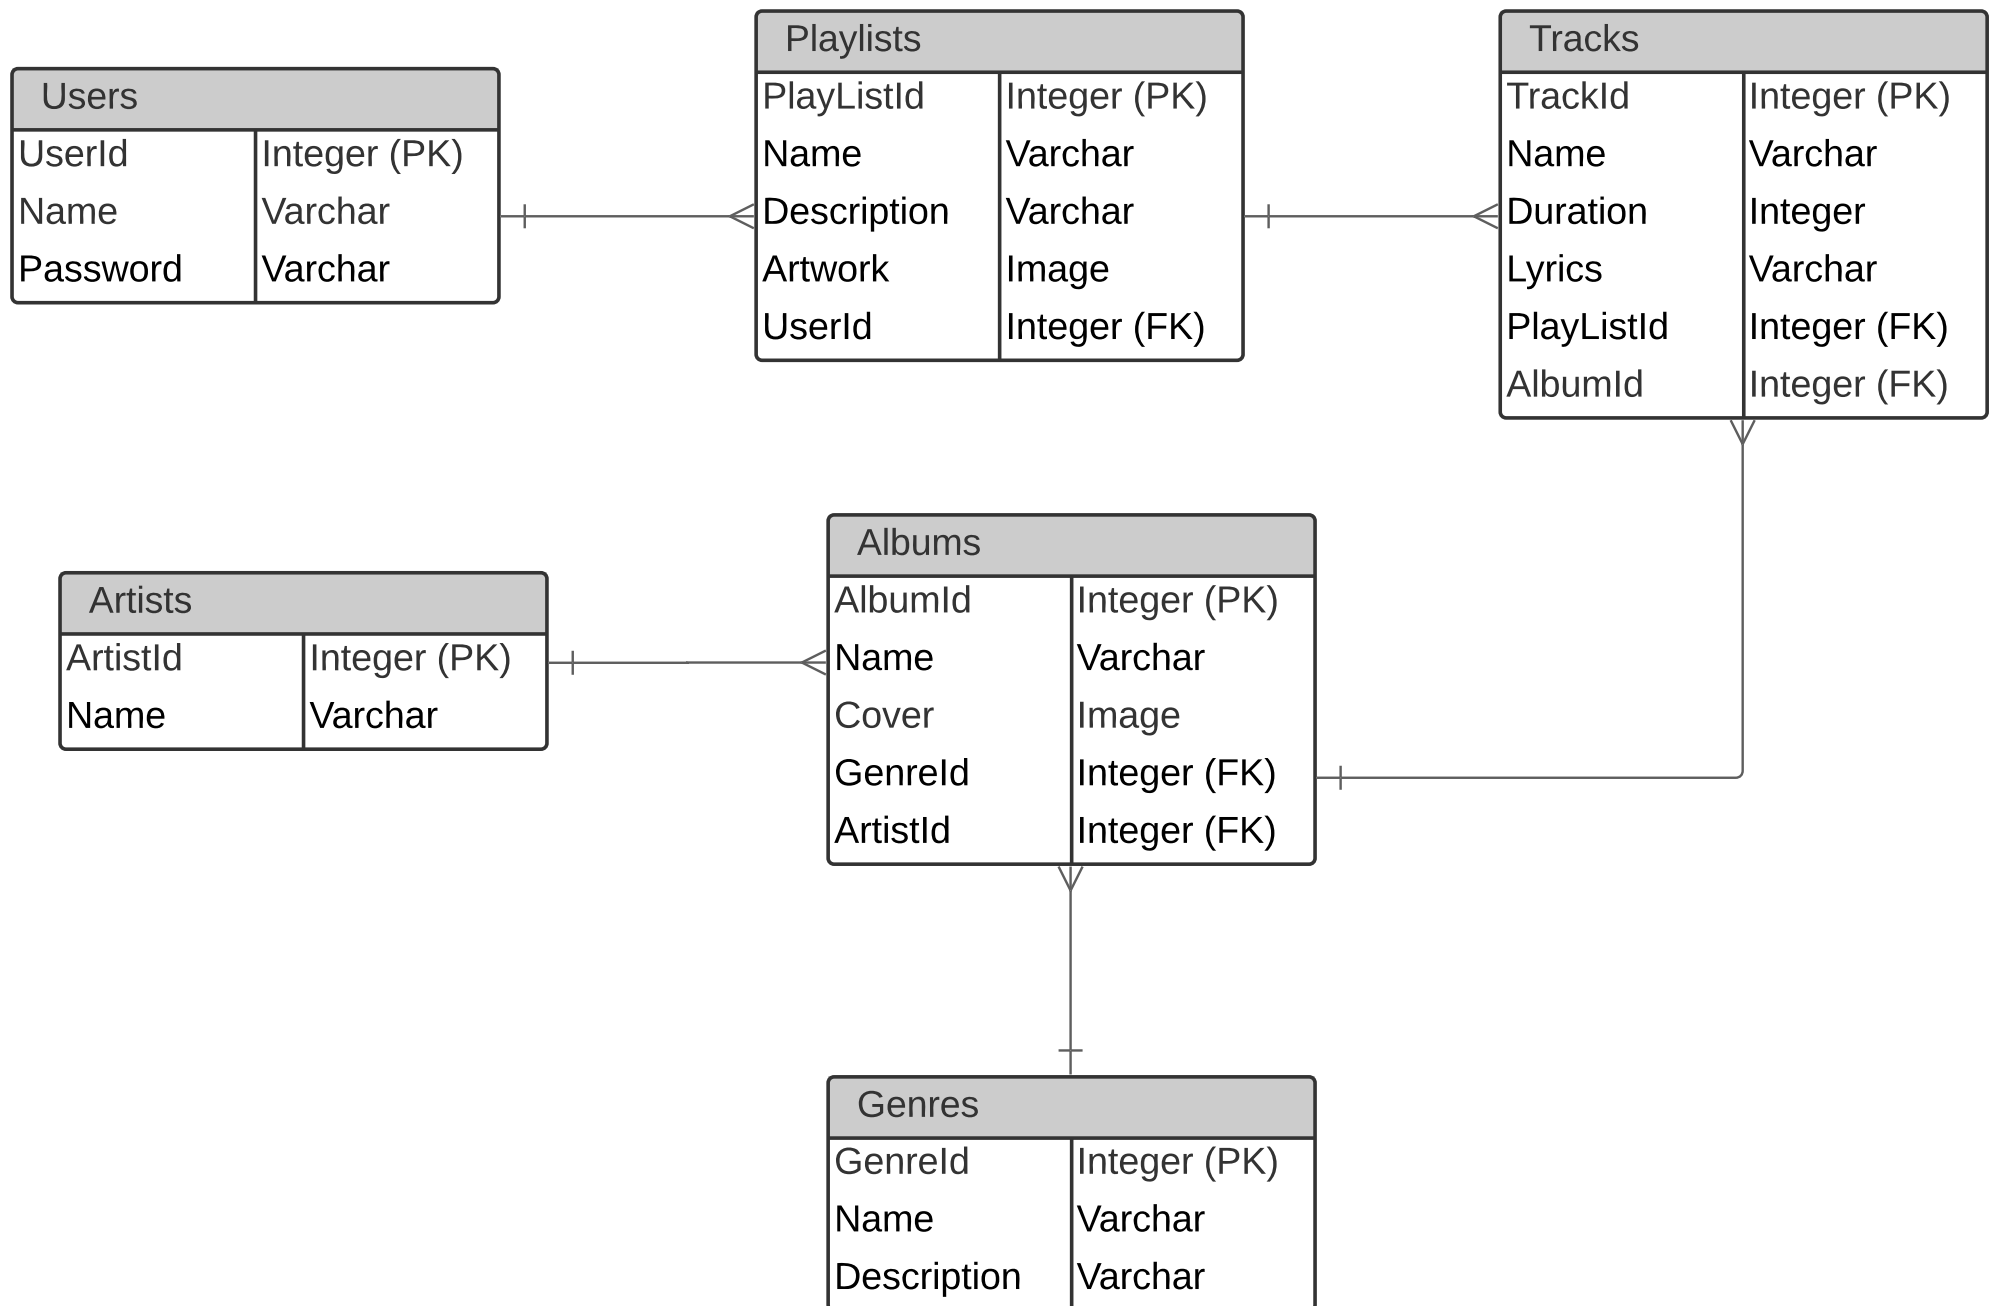 Users
UserId Integer (PK)
Name Varchar
Password Varchar
Playlists
PlayListId Integer (PK)
Name Varchar
Description Varchar
Artwork Image
UserId Integer (FK)
Tracks
TrackId Integer (PK)
Name Varchar
Duration Integer
Lyrics Varchar
PlayListId Integer (FK)
AlbumId Integer (FK)
Artists
ArtistId Integer (PK)
Name Varchar
Albums
AlbumId Integer (PK)
Name Varchar
Cover Image
GenreId Integer (FK)
ArtistId Integer (FK)
Genres
GenreId Integer (PK)
Name Varchar
Description Varchar